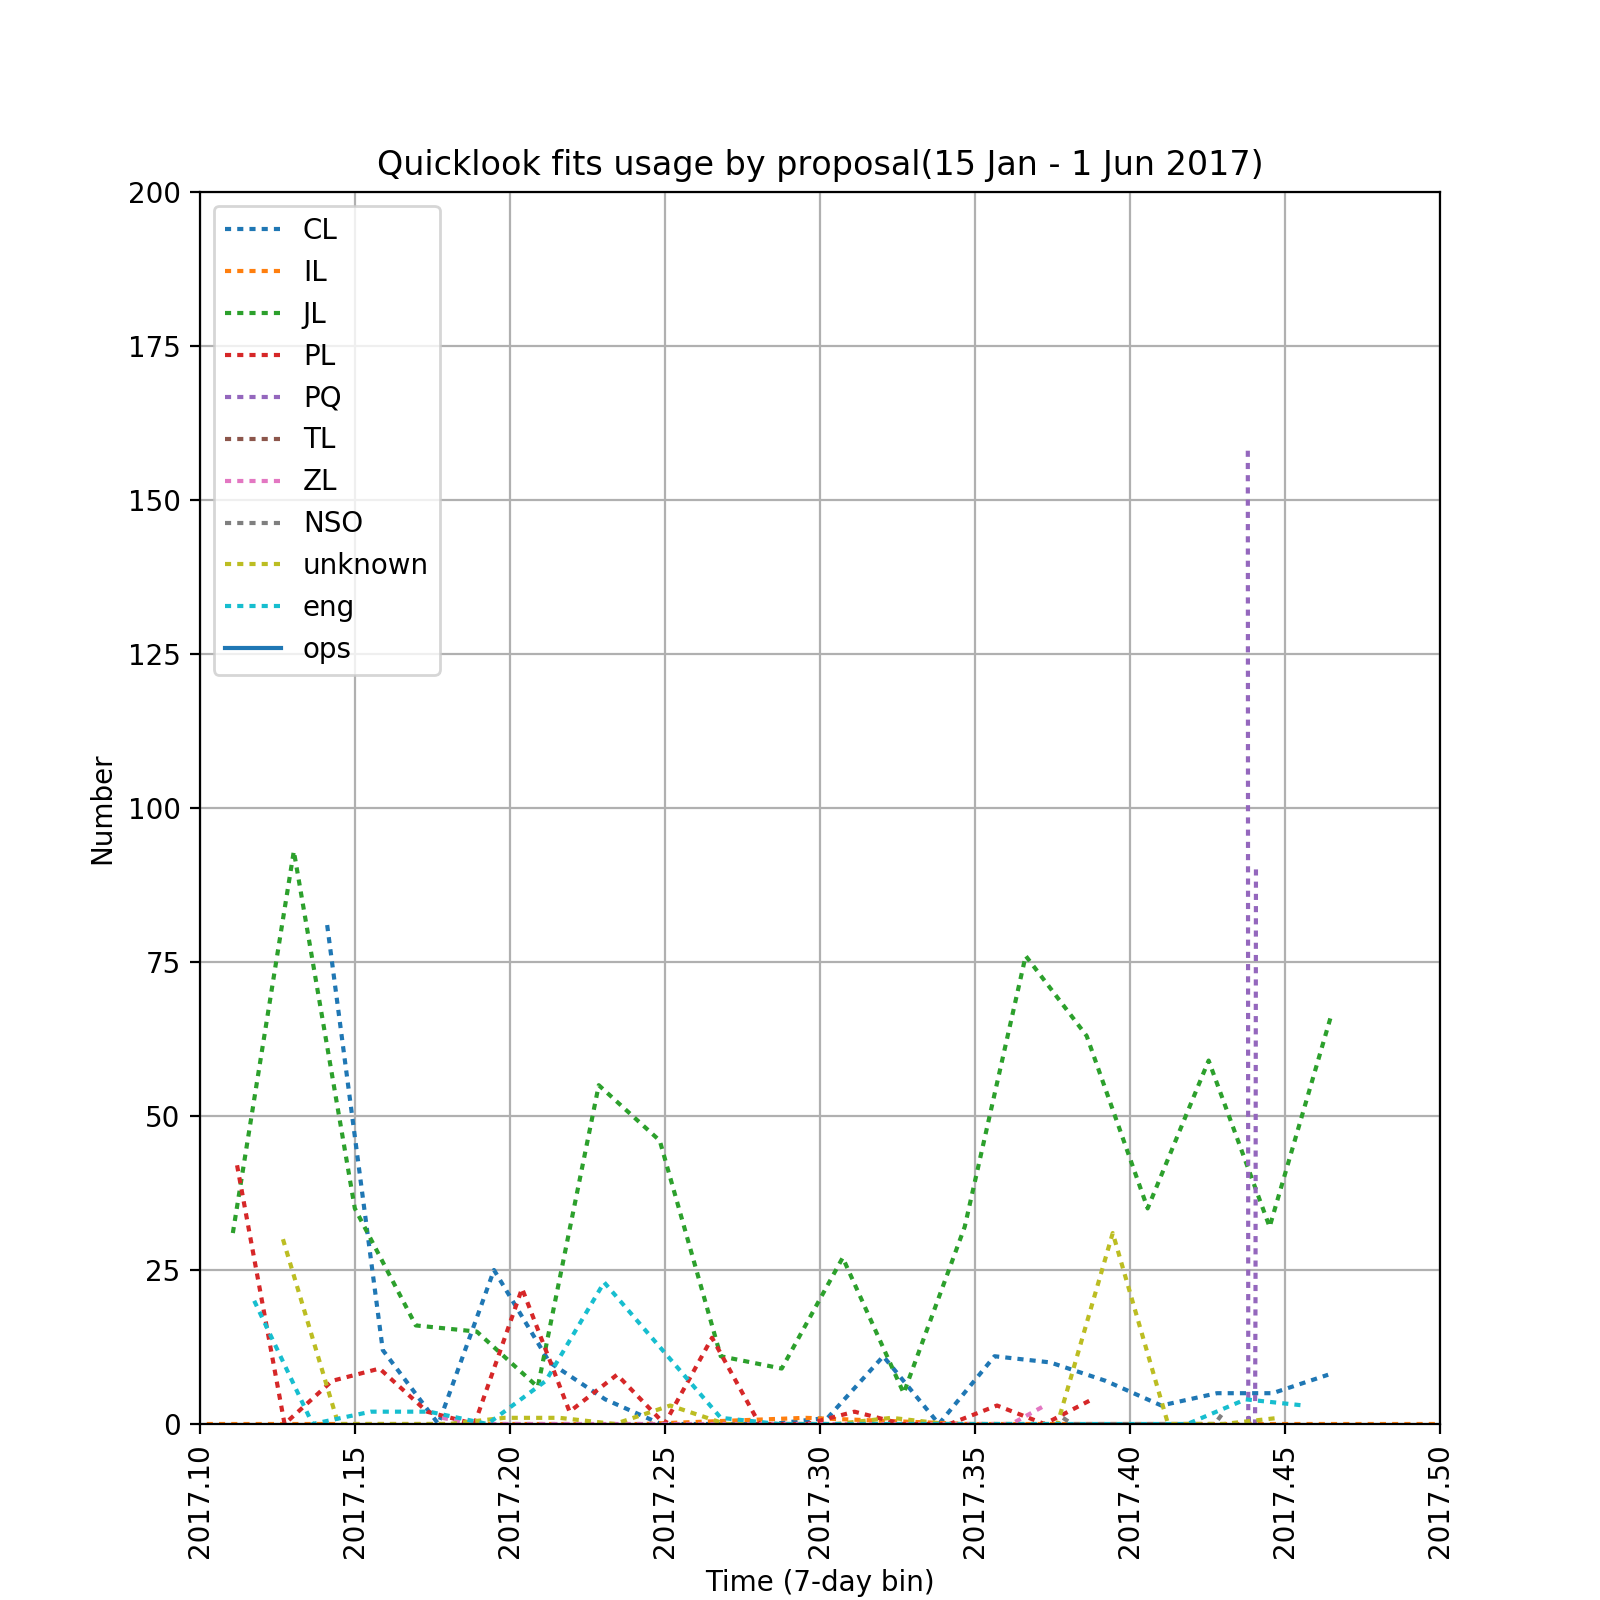 Quicklook fits usage by proposal(15 Jan - 1 Jun 2017)
200
175
150
125
100
75
50
25
0
Number
CL
IL
JL
PL
PQ
TL
ZL
NSO
unknown
eng
ops
2017.10
2017.15
2017.20
2017.25
2017.30
2017.35
2017.40
2017.45
2017.50
Time (7-day bin)